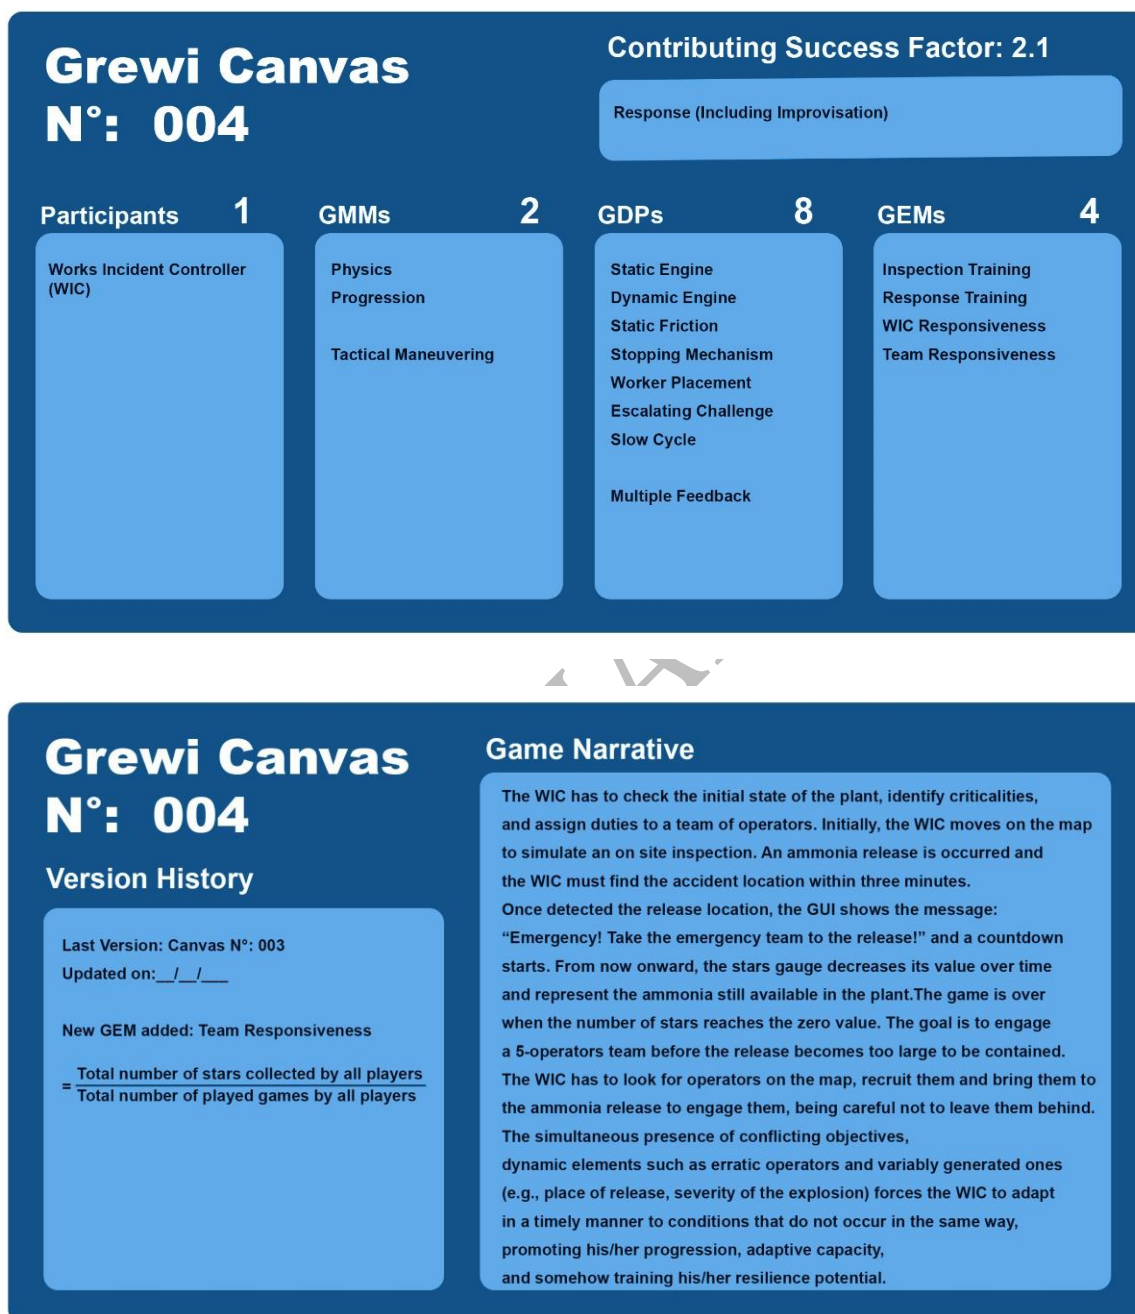 Grewi Canvas
N°: 004
Contributing Success Factor: 2.1
Response (Including Improvisation)
Participants 1
Works Incident Controller
(WIC)
GMMs 2
Physics
Progression
Tactical Maneuvering
GDPs 8
Static Engine
Dynamic Engine
Static Friction
Stopping Mechanism
Worker Placement
Escalating Challenge
Slow Cycle
Multiple Feedback
GEMs 4
Inspection Training
Response Training
WIC Responsiveness
Team Responsiveness
Grewi Canvas
N°: 004
Version History
Last Version: Canvas N°: 003
Updated on:__/__/___
New GEM added: Team Responsiveness
= Total number of stars collected by all players
Total number of played games by all players
Game Narrative
The WIC has to check the initial state of the plant, identify criticalities,
and assign duties to a team of operators. Initially, the WIC moves on the map
to simulate an on site inspection. An ammonia release is occurred and
the WIC must find the accident location within three minutes.
Once detected the release location, the GUI shows the message:
“Emergency! Take the emergency team to the release!” and a countdown
starts. From now onward, the stars gauge decreases its value over time
and represent the ammonia still available in the plant.The game is over
when the number of stars reaches the zero value. The goal is to engage
a 5-operators team before the release becomes too large to be contained.
The WIC has to look for operators on the map, recruit them and bring them to
the ammonia release to engage them, being careful not to leave them behind.
The simultaneous presence of conflicting objectives,
dynamic elements such as erratic operators and variably generated ones
(e.g., place of release, severity of the explosion) forces the WIC to adapt
in a timely manner to conditions that do not occur in the same way,
promoting his/her progression, adaptive capacity,
and somehow training his/her resilience potential.